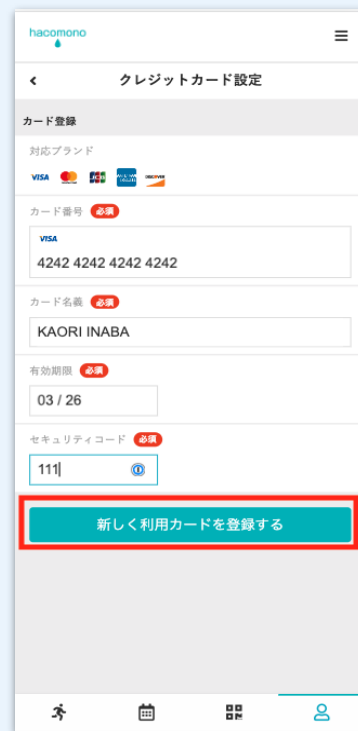 hacomono
クレジットカード設定
カード登録
対応ブランド
VISA JCB AMERICAN EXPRESS DISCOVER
カード番号 必須
VISA
4242 4242 4242 4242
カード名義 必須
KAORI INABA
有効期限 必須
03 / 26
セキュリティコード 必須
111
新しく利用カードを登録する